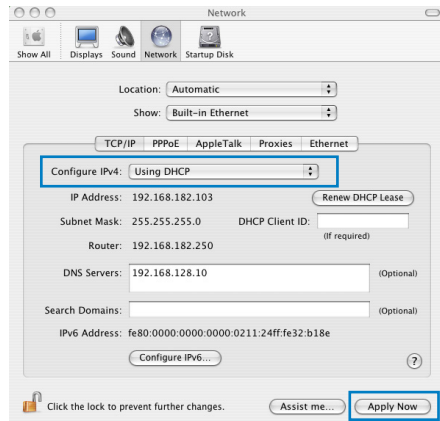 Network
Show All Displays Sound Network Startup Disk
Location: Automatic
Show: Built-in Ethernet
TCP/IP PPPoE AppleTalk Proxies Ethernet
Configure IPv4: Using DHCP
IP Address: 192.168.182.103 Renew DHCP Lease
Subnet Mask: 255.255.255.0 DHCP Client ID:
(If required)
Router: 192.168.182.250
DNS Servers: 192.168.128.10 (Optional)
Search Domains: (Optional)
IPv6 Address: fe80:0000:0000:0000:0211:24ff:fe32:b18e
Configure IPv6...
?
Click the lock to prevent further changes. Assist me... Apply Now